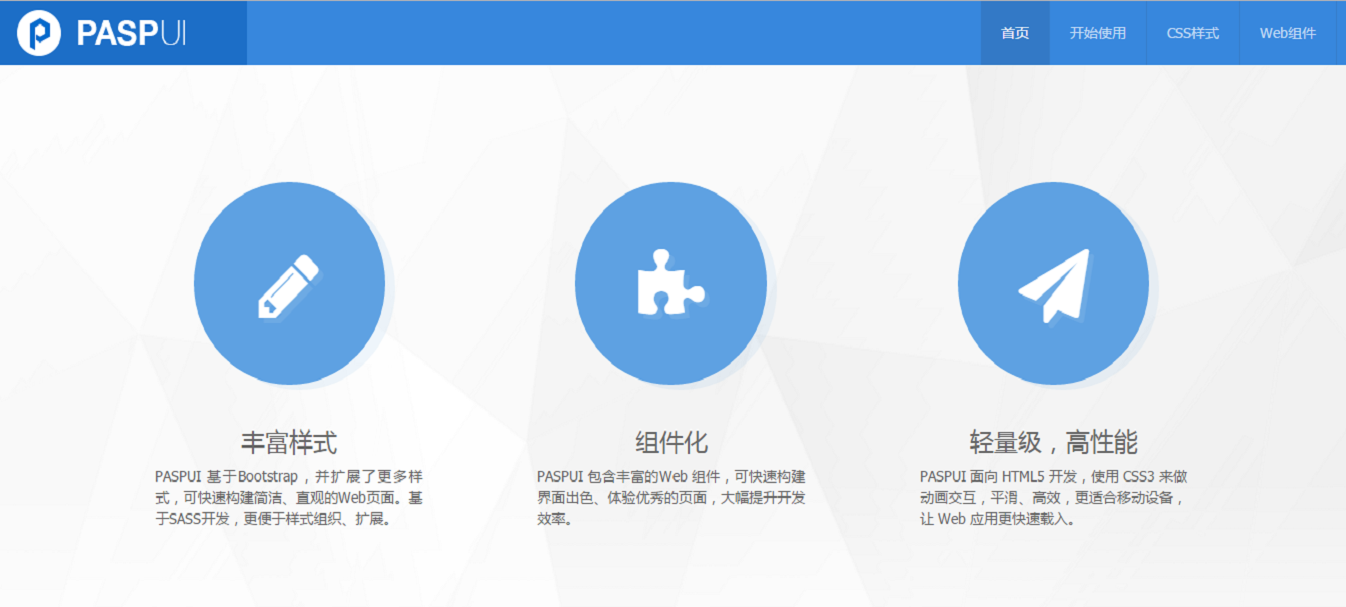 PASPUI
首页
开始使用
CSS样式
Web组件
丰富样式
PASPUI 基于Bootstrap，并扩展了更多样
式，可快速构建简洁、直观的Web页面。基
于SASS开发，更便于样式组织、扩展。
组件化
PASPUI 包含丰富的Web 组件，可快速构建
界面出色、体验优秀的页面，大幅提升开发
效率。
轻量级，高性能
PASPUI 面向 HTML5 开发，使用 CSS3 来做
动画交互，平滑、高效，更适合移动设备，
让 Web 应用更快速载入。